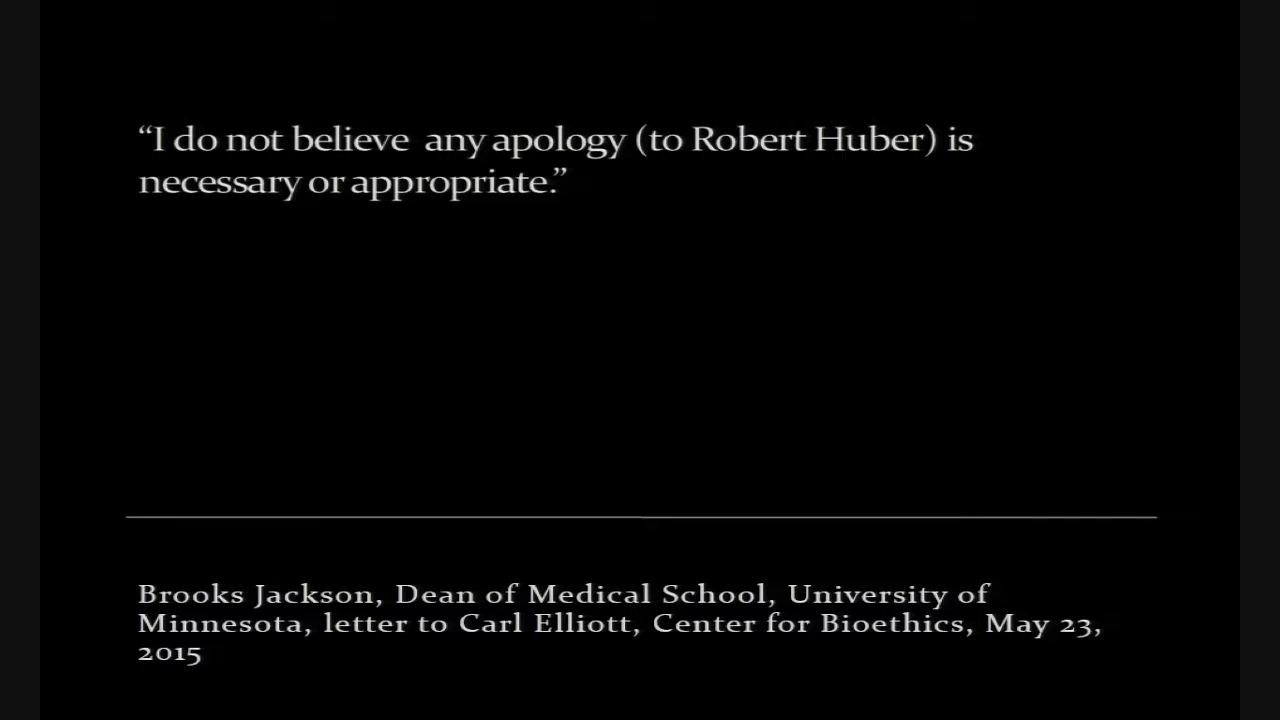 “I do not believe any apology (to Robert Huber) is
necessary or appropriate.”
Brooks Jackson, Dean of Medical School, University of
Minnesota, letter to Carl Elliott, Center for Bioethics, May 23,
2015